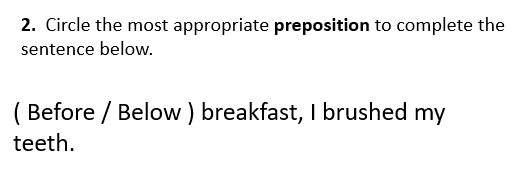 2. Circle the most appropriate preposition to complete the
sentence below.
( Before / Below ) breakfast, I brushed my
teeth.